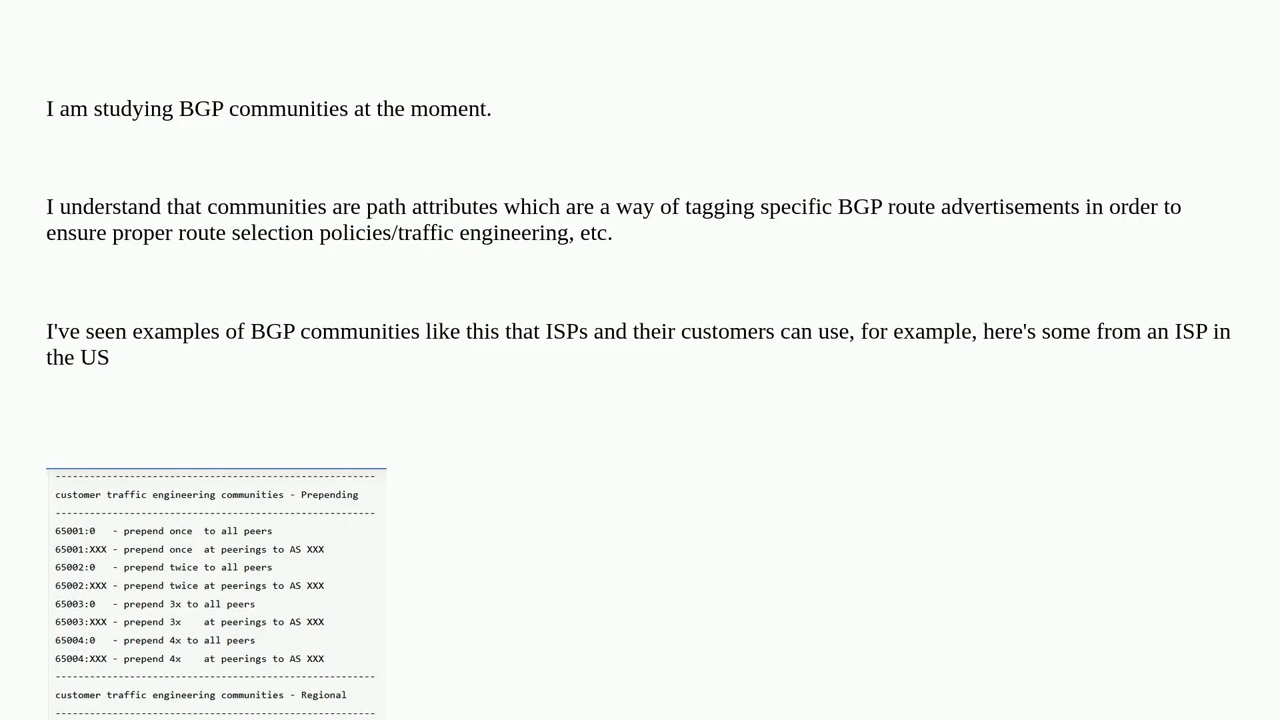 I am studying BGP communities at the moment.
I understand that communities are path attributes which are a way of tagging specific BGP route advertisements in order to
ensure proper route selection policies/traffic engineering, etc.
I've seen examples of BGP communities like this that ISPs and their customers can use, for example, here's some from an ISP in
the US
--------------------------------------------------------
customer traffic engineering communities - Prepending
--------------------------------------------------------
65001:0   - prepend once  to all peers
65001:XXX - prepend once  at peerings to AS XXX
65002:0   - prepend twice to all peers
65002:XXX - prepend twice at peerings to AS XXX
65003:0   - prepend 3x to all peers
65003:XXX - prepend 3x    at peerings to AS XXX
65004:0   - prepend 4x to all peers
65004:XXX - prepend 4x    at peerings to AS XXX
--------------------------------------------------------
customer traffic engineering communities - Regional
--------------------------------------------------------